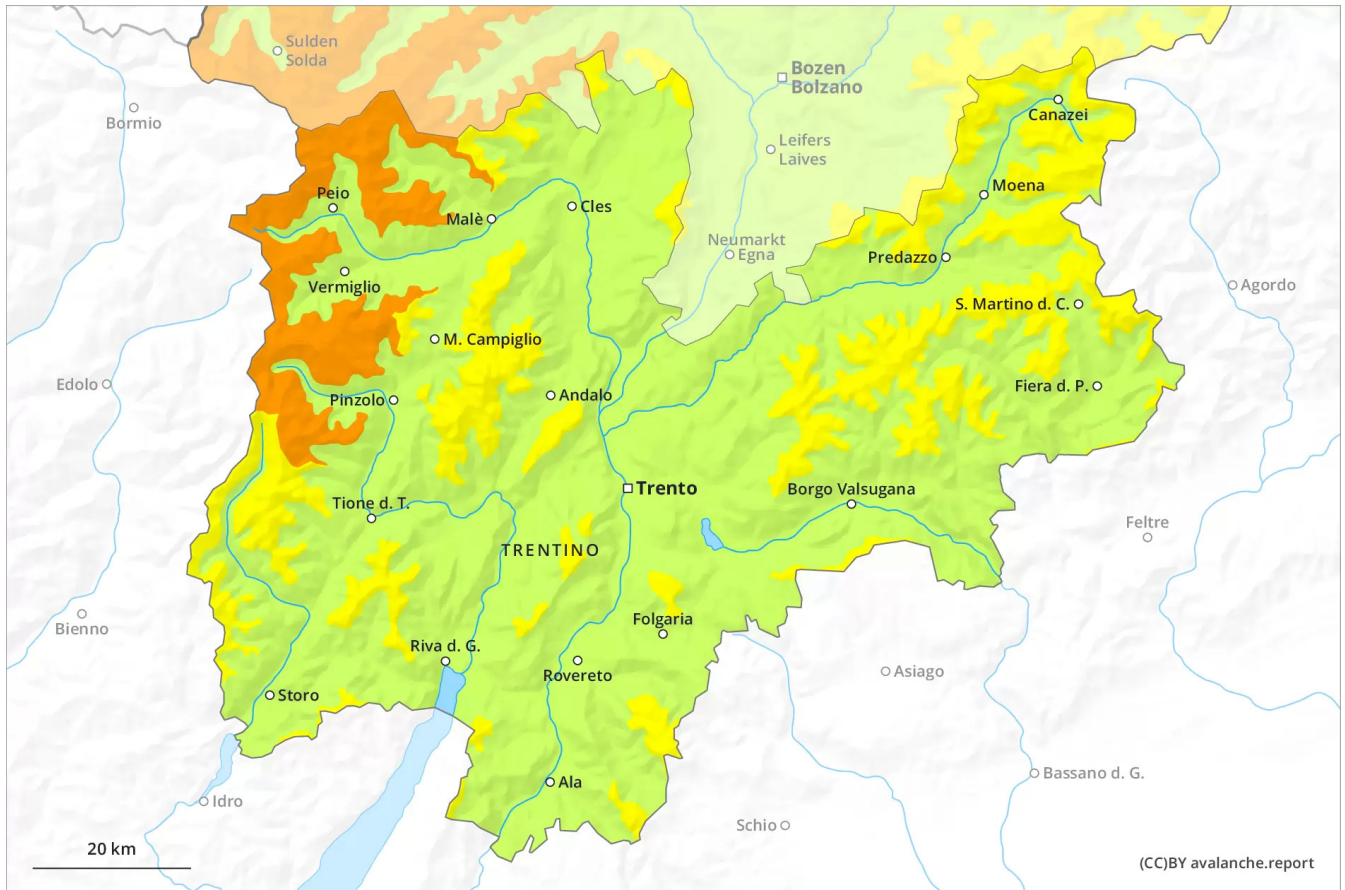 Sulden
Solda
Bozen
Bolzano
Bormio
Canazei
Leifers
Laives
Peio
Moena
Malè
Cles
Neumarkt
Egna
Predazzo
Vermiglio
Agordo
S. Martino d. C.
M. Campiglio
Edolo
Andalo
Fiera d. P.
Pinzolo
Trento
Borgo Valsugana
Tione d. T.
Feltre
TRENTINO
Bienno
Folgaria
Riva d. G.
Rovereto
Asiago
Storo
Bassano d. G.
Ala
Idro
Schio
20 km
(CC)BY avalanche.report